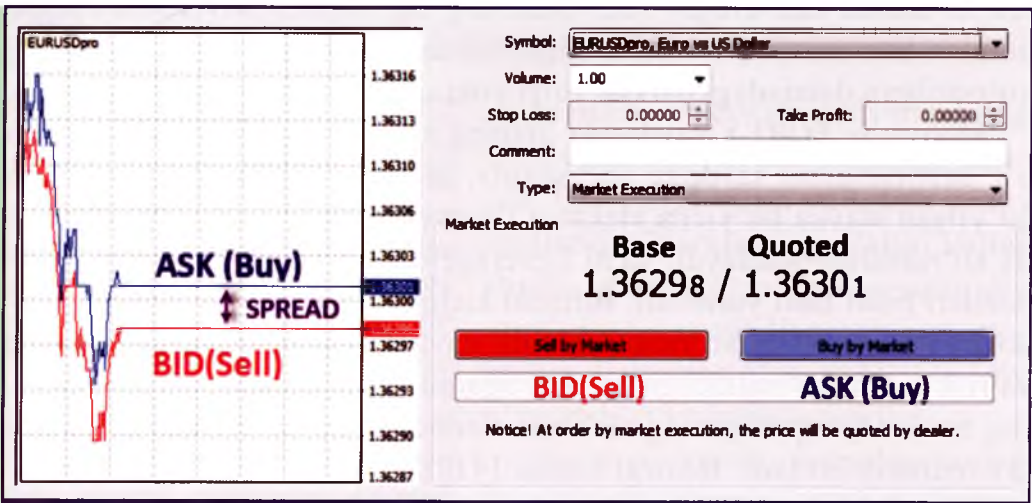 EURUSDpro
1.36316
1.36313
1.36310
1.36306
1.36303
1.36300
1.36297
1.36293
1.36290
1.36287
ASK (Buy)
SPREAD
BID(Sell)
Symbol: EURUSDpro, Euro vs US Dollar
Volume: 1.00
Stop Loss: 0.00000 Take Profit: 0.00000
Comment:
Type: Market Execution
Market Execution
Base Quoted
1.36298 / 1.36301
Sell by Market Buy by Market
BID(Sell) ASK (Buy)
Notice! At order by market execution, the price will be quoted by dealer.